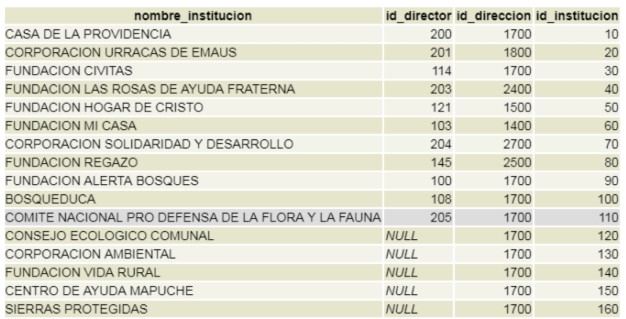 nombre_institucion id_director id_direccion id_institucion
CASA DE LA PROVIDENCIA 200 1700 10
CORPORACION URRACAS DE EMAUS 201 1800 20
FUNDACION CIVITAS 114 1700 30
FUNDACION LAS ROSAS DE AYUDA FRATERNA 203 2400 40
FUNDACION HOGAR DE CRISTO 121 1500 50
FUNDACION MI CASA 103 1400 60
CORPORACION SOLIDARIDAD Y DESARROLLO 204 2700 70
FUNDACION REGAZO 145 2500 80
FUNDACION ALERTA BOSQUES 100 1700 90
BOSQUEDUCA 108 1700 100
COMITE NACIONAL PRO DEFENSA DE LA FLORA Y LA FAUNA 205 1700 110
CONSEJO ECOLOGICO COMUNAL NULL 1700 120
CORPORACION AMBIENTAL NULL 1700 130
FUNDACION VIDA RURAL NULL 1700 140
CENTRO DE AYUDA MAPUCHE NULL 1700 150
SIERRAS PROTEGIDAS NULL 1700 160